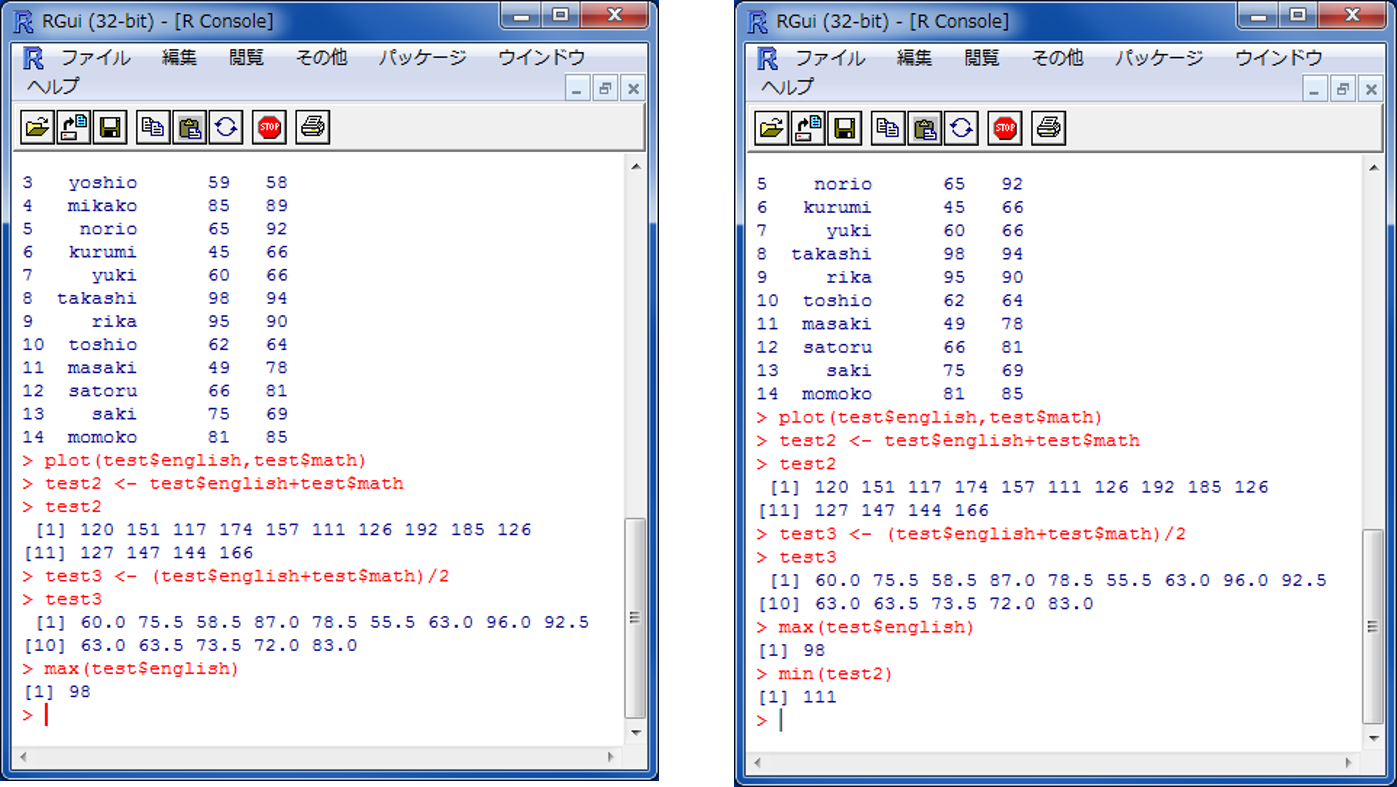 RGui (32-bit) - [R Console]
ファイル 編集 閲覧 その他 パッケージ ウインドウ
ヘルプ
STOP
3 yoshio 59 58
4 mikako 85 89
5 norio 65 92
6 kurumi 45 66
7 yuki 60 66
8 takashi 98 94
9 rika 95 90
10 toshio 62 64
11 masaki 49 78
12 satoru 66 81
13 saki 75 69
14 momoko 81 85
> plot(test$english,test$math)
> test2 <- test$english+test$math
> test2
[1] 120 151 117 174 157 111 126 192 185 126
[11] 127 147 144 166
> test3 <- (test$english+test$math)/2
> test3
[1] 60.0 75.5 58.5 87.0 78.5 55.5 63.0 96.0 92.5
[10] 63.0 63.5 73.5 72.0 83.0
> max(test$english)
[1] 98
>
RGui (32-bit) - [R Console]
ファイル 編集 閲覧 その他 パッケージ ウインドウ
ヘルプ
STOP
5 norio 65 92
6 kurumi 45 66
7 yuki 60 66
8 takashi 98 94
9 rika 95 90
10 toshio 62 64
11 masaki 49 78
12 satoru 66 81
13 saki 75 69
14 momoko 81 85
> plot(test$english,test$math)
> test2 <- test$english+test$math
> test2
[1] 120 151 117 174 157 111 126 192 185 126
[11] 127 147 144 166
> test3 <- (test$english+test$math)/2
> test3
[1] 60.0 75.5 58.5 87.0 78.5 55.5 63.0 96.0 92.5
[10] 63.0 63.5 73.5 72.0 83.0
> max(test$english)
[1] 98
> min(test2)
[1] 111
>